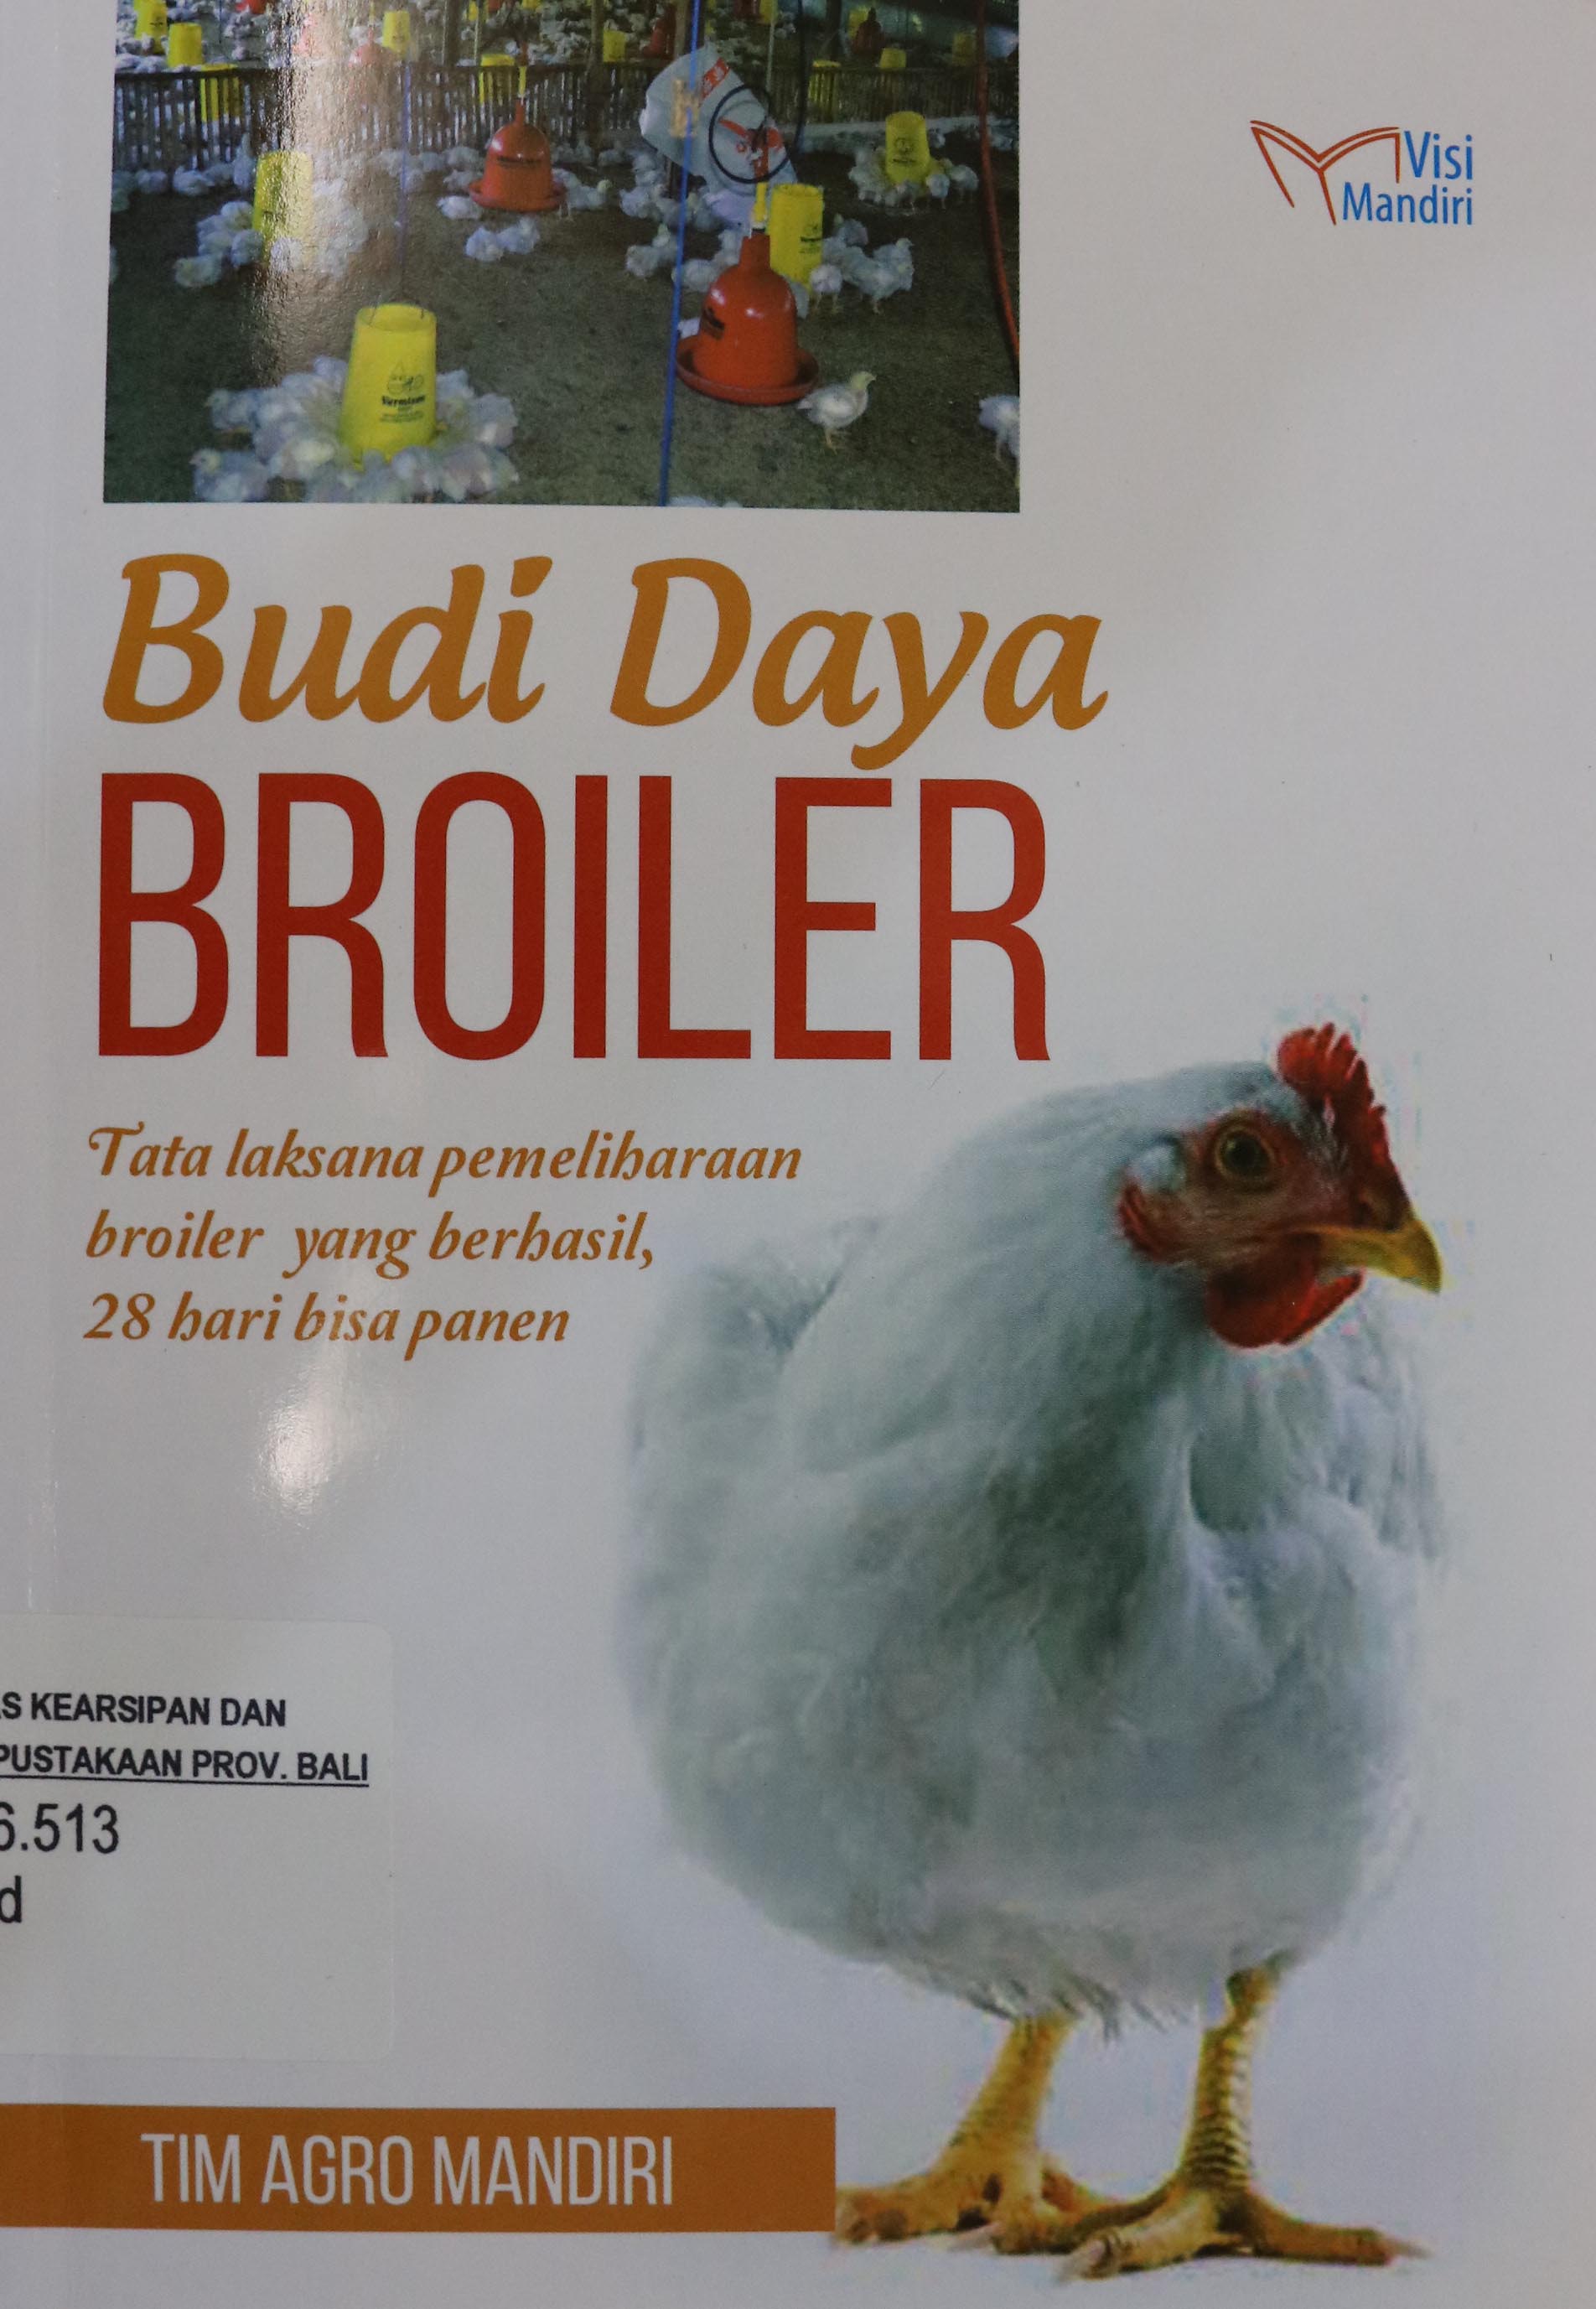 Visi
Mandiri
Budi Daya
BROILER
Tata laksana pemeliharaan
broiler yang berhasil,
28 hari bisa panen
AS KEARSIPAN DAN
PUSTAKAAN PROV. BALI
6.513
d
TIM AGRO MANDIRI